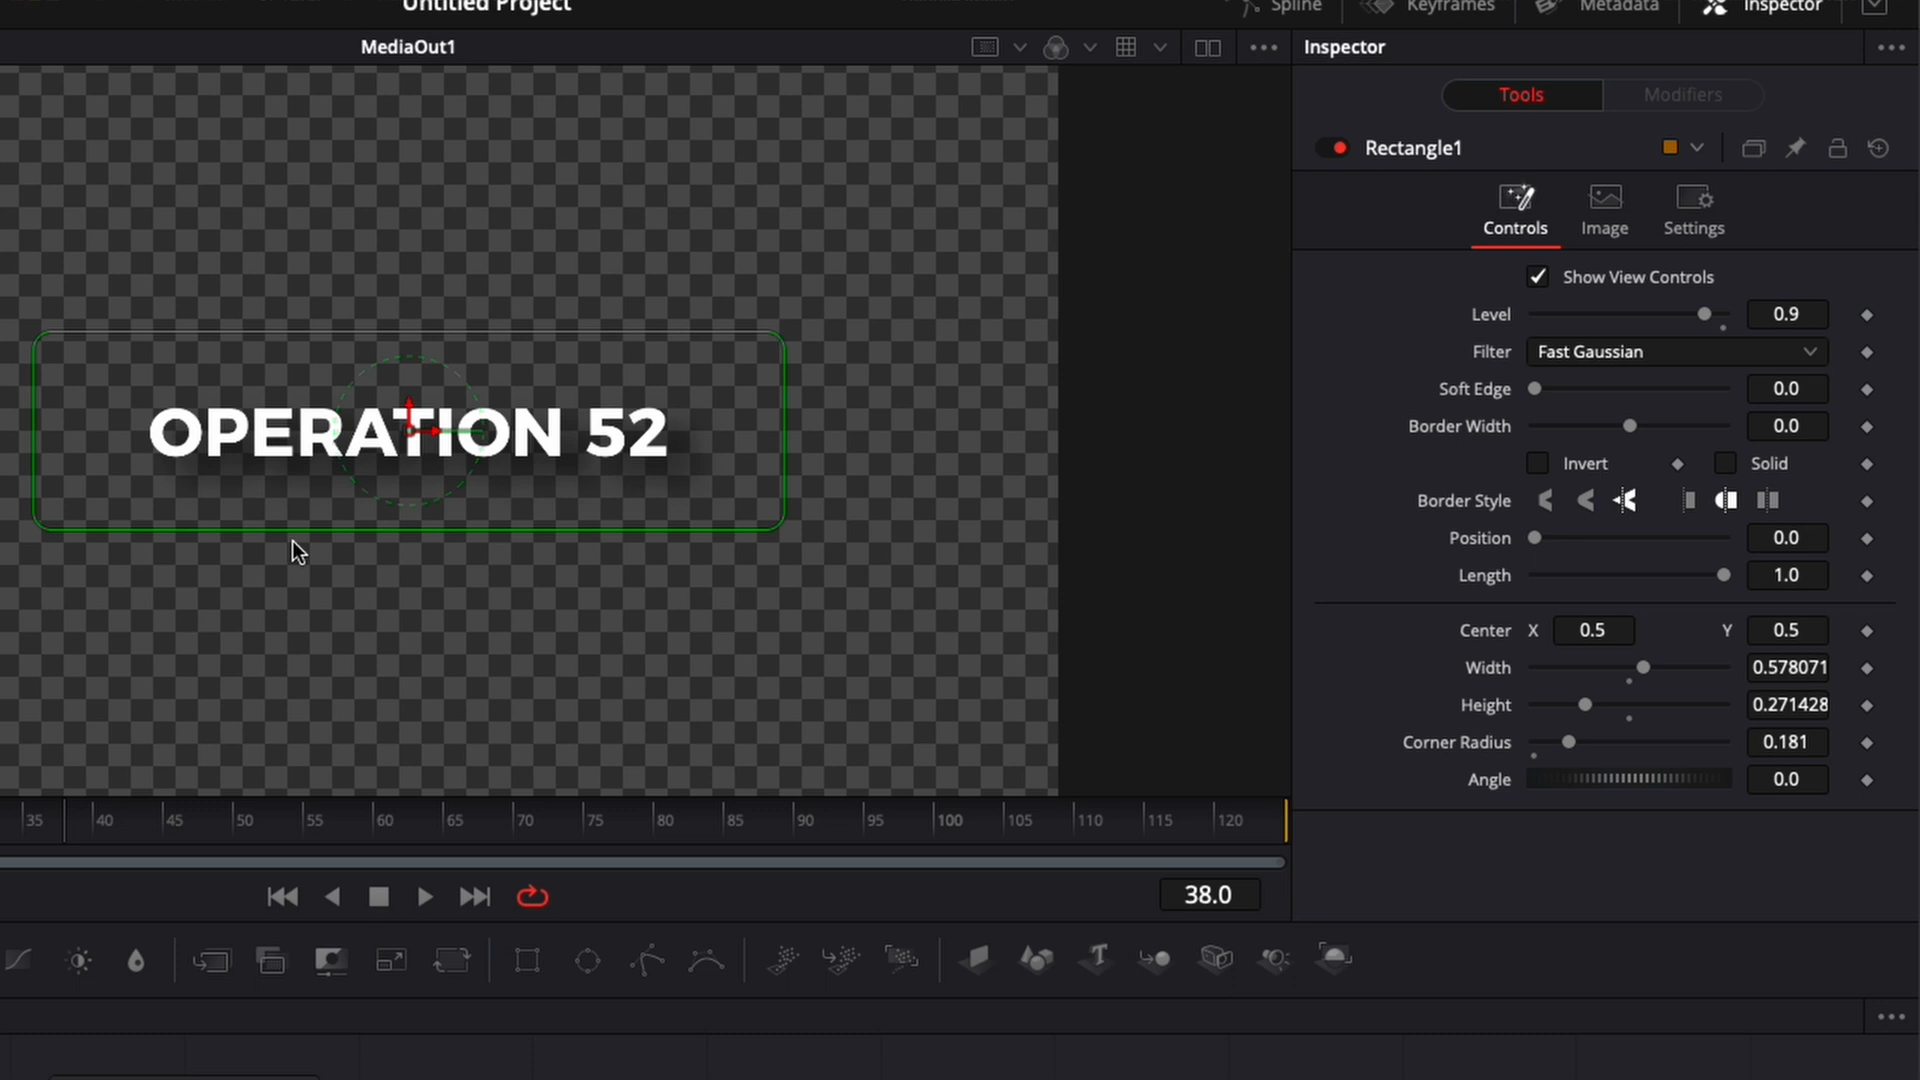 Untitled Project
Spline
Keyframes
Metadata
Inspector
MediaOut1
Inspector
Tools
Modifiers
Rectangle1
Controls
Image
Settings
Show View Controls
Level 0.9
Filter Fast Gaussian
Soft Edge 0.0
Border Width 0.0
Invert Solid
Border Style
Position 0.0
Length 1.0
Center X 0.5 Y 0.5
Width 0.578071
Height 0.271428
Corner Radius 0.181
Angle 0.0
OPERATION 52
35 40 45 50 55 60 65 70 75 80 85 90 95 100 105 110 115 120
38.0